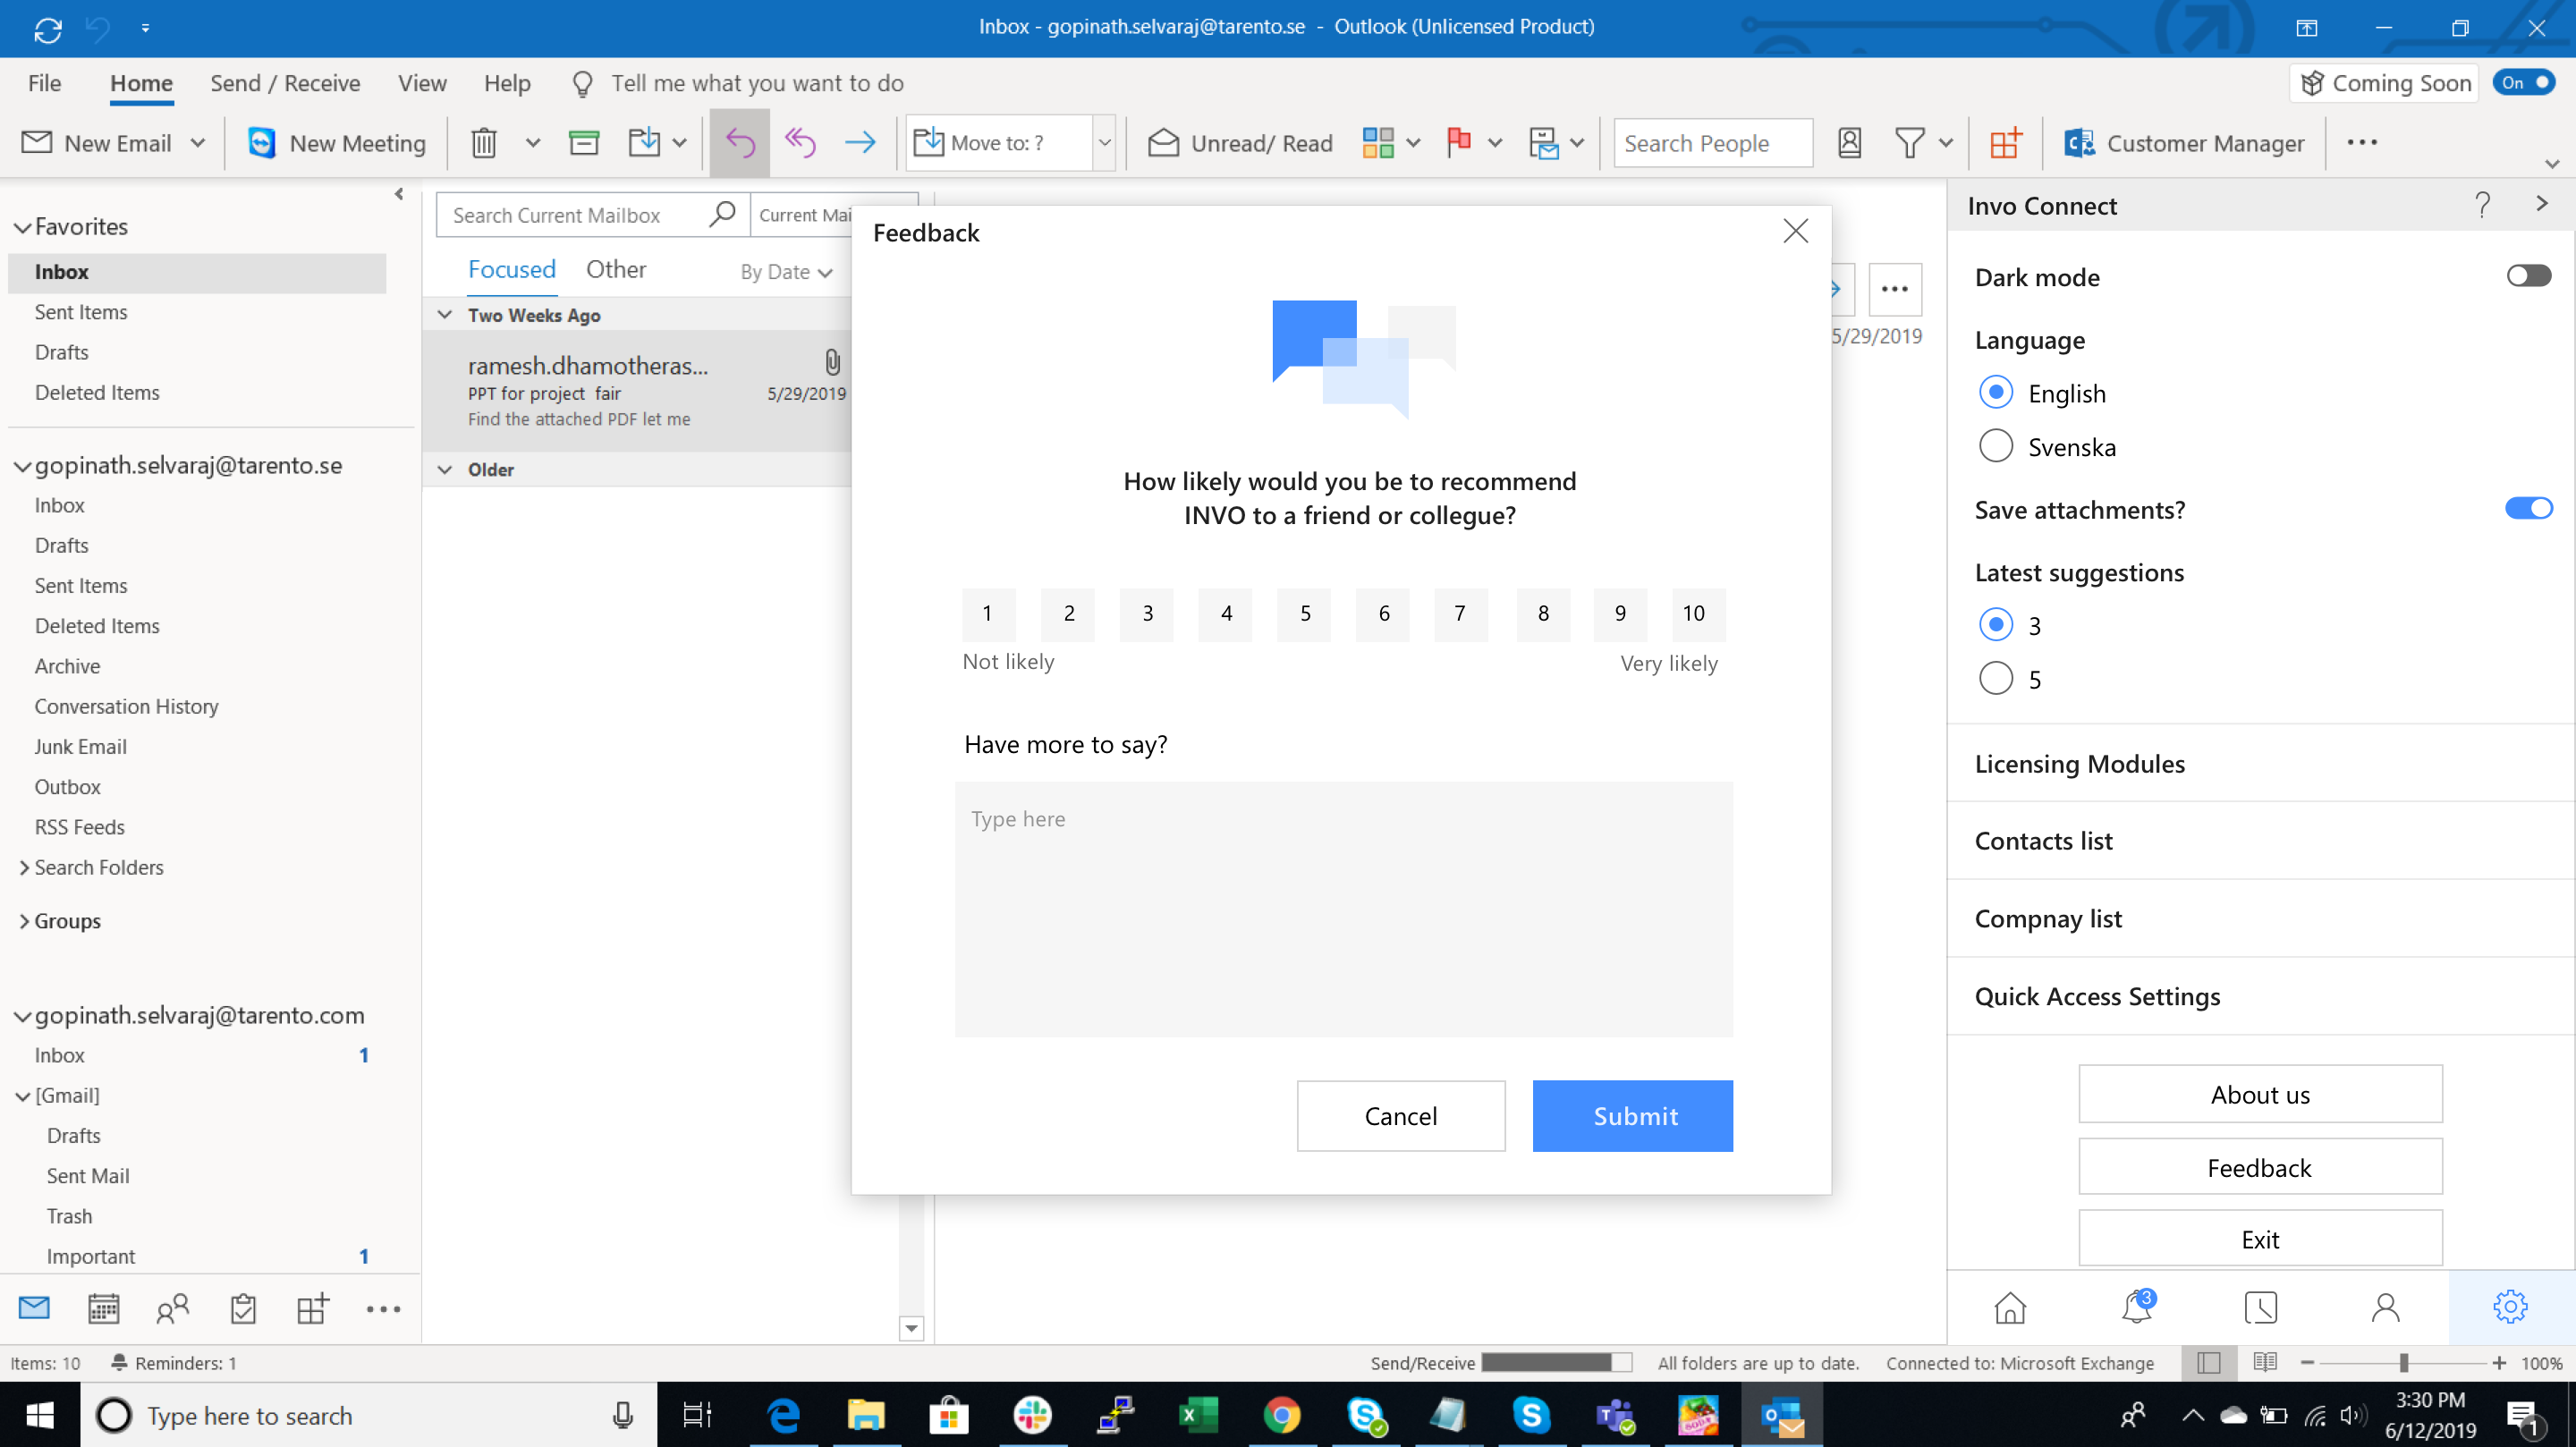 Inbox - gopinath.selvaraj@tarento.se - Outlook (Unlicensed Product)
File Home Send / Receive View Help Tell me what you want to do Coming Soon On
New Email New Meeting Move to: ? Unread/ Read Search People Customer Manager
Favorites
Inbox
Sent Items
Drafts
Deleted Items
gopinath.selvaraj@tarento.se
Inbox
Drafts
Sent Items
Deleted Items
Archive
Conversation History
Junk Email
Outbox
RSS Feeds
Search Folders
Groups
gopinath.selvaraj@tarento.com
Inbox 1
[Gmail]
Drafts
Sent Mail
Trash
Important 1
Search Current Mailbox Current Mai
Focused Other By Date
Two Weeks Ago
ramesh.dhamotheras...
PPT for project fair 5/29/2019
Find the attached PDF let me
Older
5/29/2019
Feedback
How likely would you be to recommend
INVO to a friend or collegue?
1 2 3 4 5 6 7 8 9 10
Not likely Very likely
Have more to say?
Type here
Cancel Submit
Invo Connect ?
Dark mode
Language
English
Svenska
Save attachments?
Latest suggestions
3
5
Licensing Modules
Contacts list
Compnay list
Quick Access Settings
About us
Feedback
Exit
3
Items: 10 Reminders: 1 Send/Receive All folders are up to date. Connected to: Microsoft Exchange 100%
Type here to search 3:30 PM
6/12/2019 1